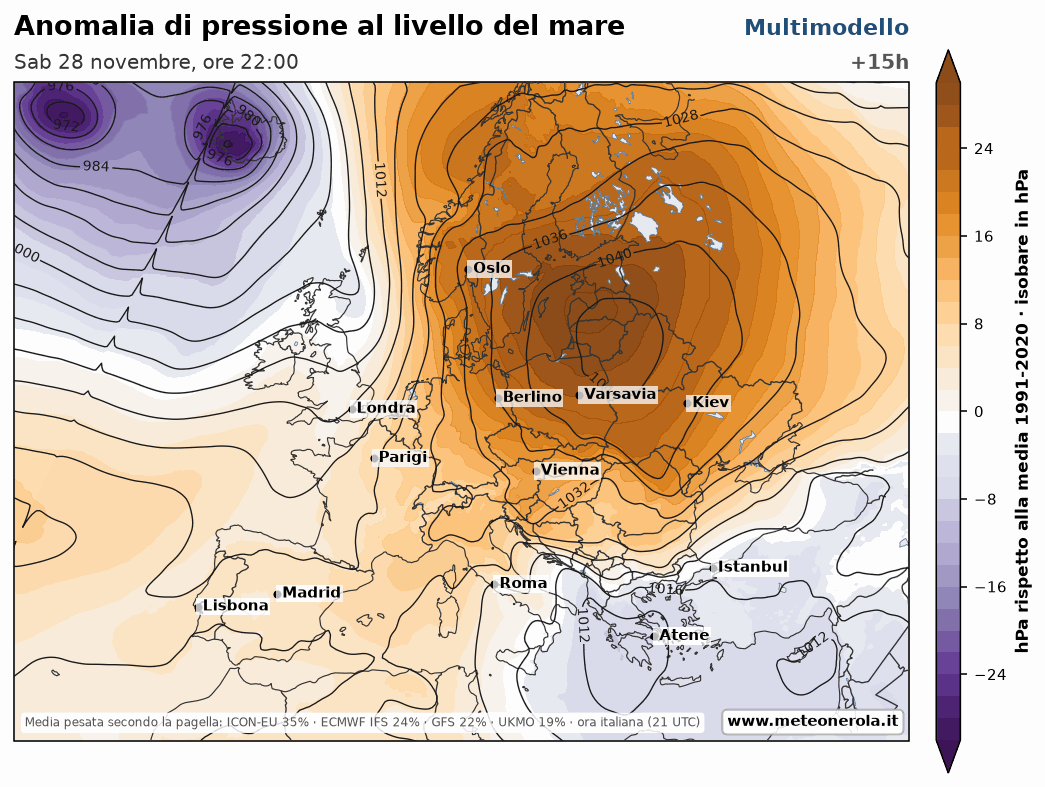 Anomalia di pressione al livello del mare
Multimodello
Sab 28 novembre, ore 22:00
+15h
976
972
976
980
976
984
1012
1028
000
1036
1040
Oslo
Londra
Berlino
Varsavia
Kiev
Parigi
Vienna
1032
Istanbul
Roma
Madrid
Lisbona
1016
1012
Atene
1012
Media pesata secondo la pagella: ICON-EU 35% · ECMWF IFS 24% · GFS 22% · UKMO 19% · ora italiana (21 UTC)
www.meteonerola.it
24
16
8
0
−8
−16
−24
hPa rispetto alla media 1991-2020 · isobare in hPa